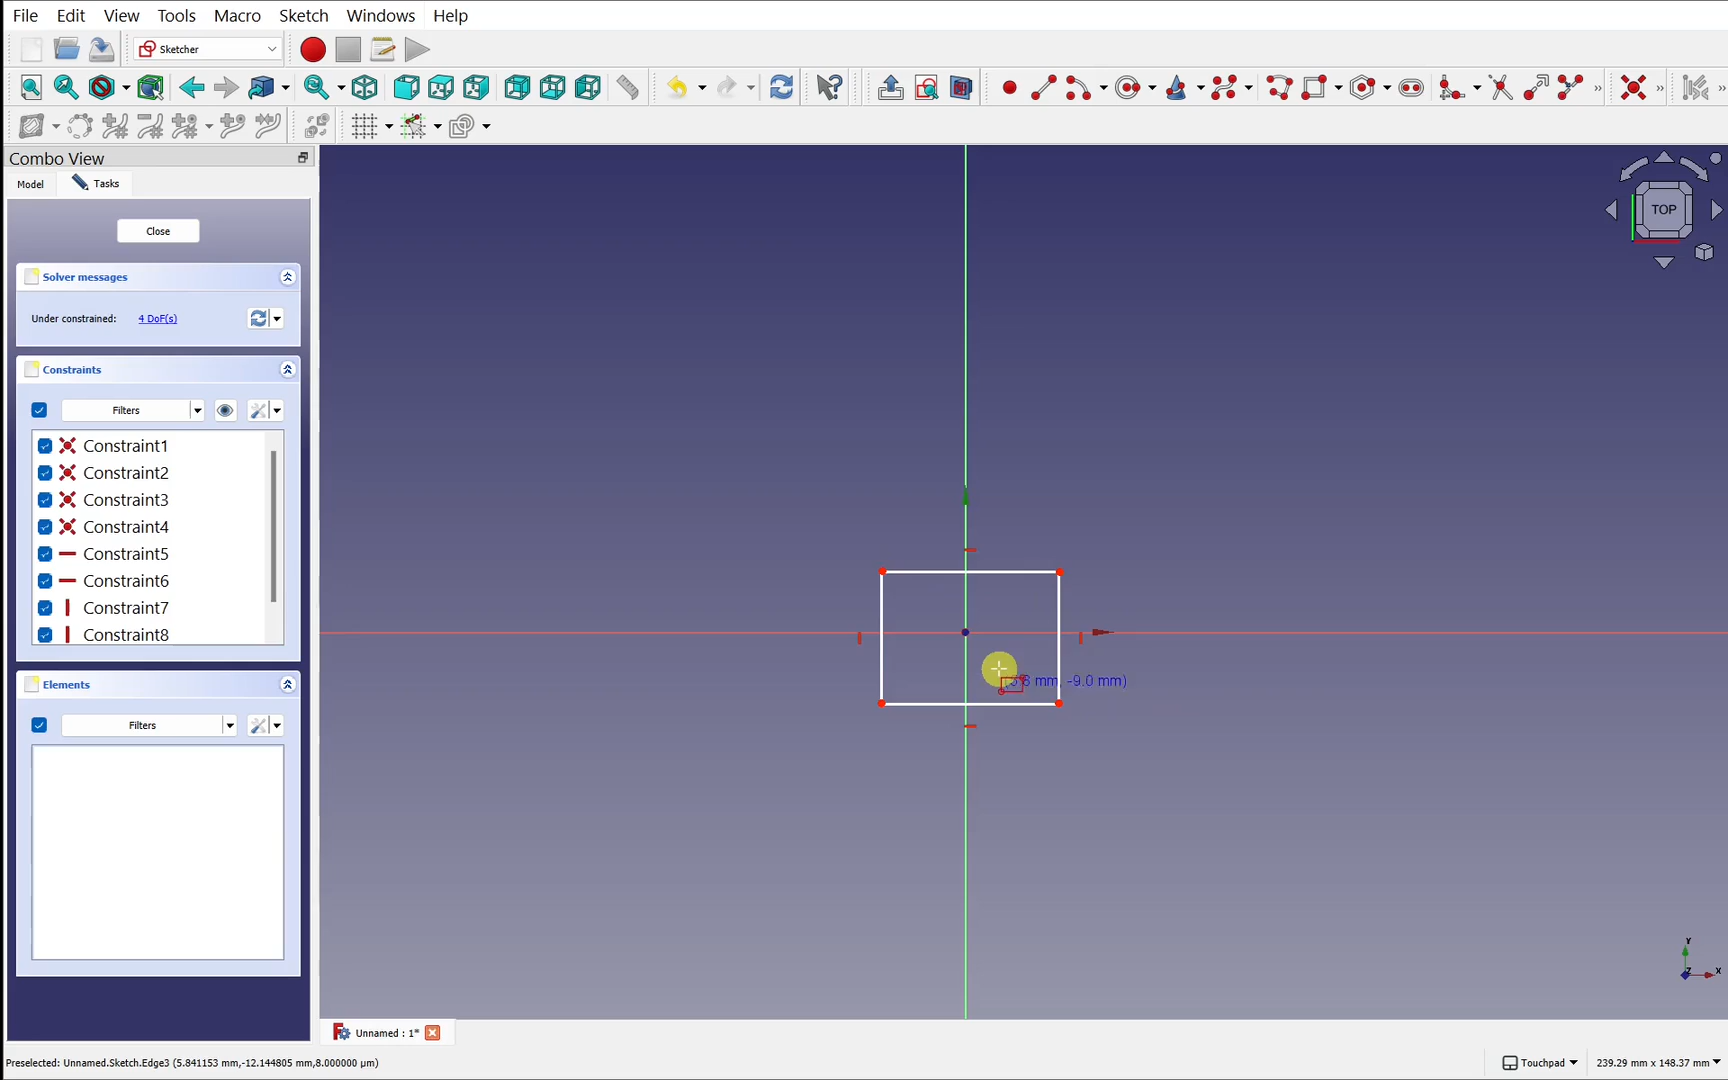 File Edit View Tools Macro Sketch Windows Help
Sketcher
Combo View
Model Tasks
TOP
Close
Solver messages
Under constrained: 4 DoF(s)
Constraints
Filters
Constraint1
Constraint2
Constraint3
Constraint4
Constraint5
Constraint6
Constraint7
Constraint8
mm, -9.0 mm)
Elements
Filters
Y
Z
X
Unnamed : 1*
Preselected: Unnamed.Sketch.Edge3 (5.841153 mm,-12.144805 mm,8.000000 µm)
Touchpad
239.29 mm x 148.37 mm